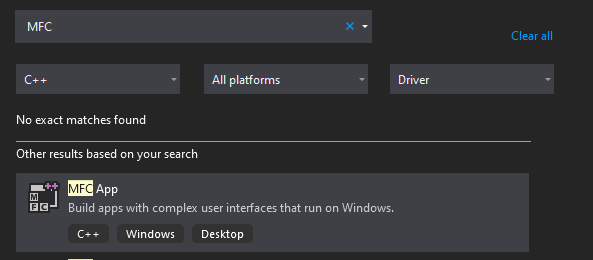 MFC
Clear all
C++ All platforms Driver
No exact matches found
Other results based on your search
MFC App
Build apps with complex user interfaces that run on Windows.
C++ Windows Desktop